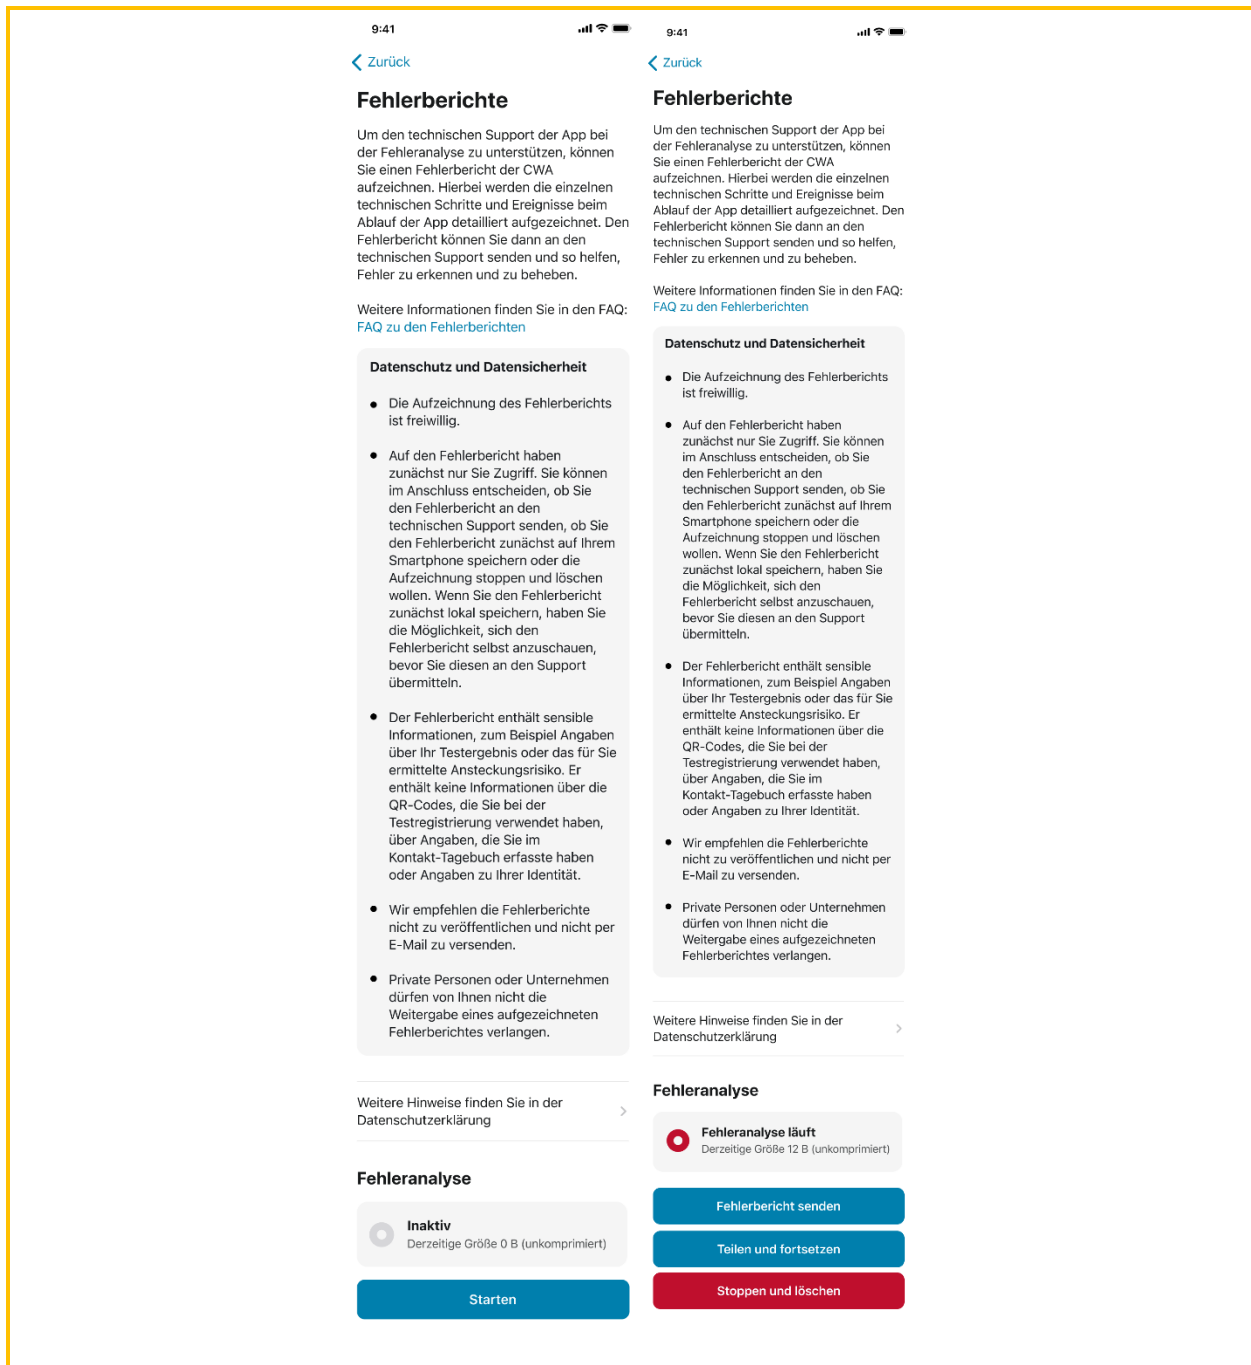 9:41
Zurück
Fehlerberichte
Um den technischen Support der App bei
der Fehleranalyse zu unterstützen, können
Sie einen Fehlerbericht der CWA
aufzeichnen. Hierbei werden die einzelnen
technischen Schritte und Ereignisse beim
Ablauf der App detailliert aufgezeichnet. Den
Fehlerbericht können Sie dann an den
technischen Support senden und so helfen,
Fehler zu erkennen und zu beheben.
Weitere Informationen finden Sie in den FAQ:
FAQ zu den Fehlerberichten
Datenschutz und Datensicherheit
● Die Aufzeichnung des Fehlerberichts
ist freiwillig.
● Auf den Fehlerbericht haben
zunächst nur Sie Zugriff. Sie können
im Anschluss entscheiden, ob Sie
den Fehlerbericht an den
technischen Support senden, ob Sie
den Fehlerbericht zunächst auf Ihrem
Smartphone speichern oder die
Aufzeichnung stoppen und löschen
wollen. Wenn Sie den Fehlerbericht
zunächst lokal speichern, haben Sie
die Möglichkeit, sich den
Fehlerbericht selbst anzuschauen,
bevor Sie diesen an den Support
übermitteln.
● Der Fehlerbericht enthält sensible
Informationen, zum Beispiel Angaben
über Ihr Testergebnis oder das für Sie
ermittelte Ansteckungsrisiko. Er
enthält keine Informationen über die
QR-Codes, die Sie bei der
Testregistrierung verwendet haben,
über Angaben, die Sie im
Kontakt-Tagebuch erfasste haben
oder Angaben zu Ihrer Identität.
● Wir empfehlen die Fehlerberichte
nicht zu veröffentlichen und nicht per
E-Mail zu versenden.
● Private Personen oder Unternehmen
dürfen von Ihnen nicht die
Weitergabe eines aufgezeichneten
Fehlerberichtes verlangen.
Weitere Hinweise finden Sie in der
Datenschutzerklärung
Fehleranalyse
Inaktiv
Derzeitige Größe 0 B (unkomprimiert)
Starten
9:41
Zurück
Fehlerberichte
Um den technischen Support der App bei
der Fehleranalyse zu unterstützen, können
Sie einen Fehlerbericht der CWA
aufzeichnen. Hierbei werden die einzelnen
technischen Schritte und Ereignisse beim
Ablauf der App detailliert aufgezeichnet. Den
Fehlerbericht können Sie dann an den
technischen Support senden und so helfen,
Fehler zu erkennen und zu beheben.
Weitere Informationen finden Sie in den FAQ:
FAQ zu den Fehlerberichten
Datenschutz und Datensicherheit
● Die Aufzeichnung des Fehlerberichts
ist freiwillig.
● Auf den Fehlerbericht haben
zunächst nur Sie Zugriff. Sie können
im Anschluss entscheiden, ob Sie
den Fehlerbericht an den
technischen Support senden, ob Sie
den Fehlerbericht zunächst auf Ihrem
Smartphone speichern oder die
Aufzeichnung stoppen und löschen
wollen. Wenn Sie den Fehlerbericht
zunächst lokal speichern, haben Sie
die Möglichkeit, sich den
Fehlerbericht selbst anzuschauen,
bevor Sie diesen an den Support
übermitteln.
● Der Fehlerbericht enthält sensible
Informationen, zum Beispiel Angaben
über Ihr Testergebnis oder das für Sie
ermittelte Ansteckungsrisiko. Er
enthält keine Informationen über die
QR-Codes, die Sie bei der
Testregistrierung verwendet haben,
über Angaben, die Sie im
Kontakt-Tagebuch erfasste haben
oder Angaben zu Ihrer Identität.
● Wir empfehlen die Fehlerberichte
nicht zu veröffentlichen und nicht per
E-Mail zu versenden.
● Private Personen oder Unternehmen
dürfen von Ihnen nicht die
Weitergabe eines aufgezeichneten
Fehlerberichtes verlangen.
Weitere Hinweise finden Sie in der
Datenschutzerklärung
Fehleranalyse
Fehleranalyse läuft
Derzeitige Größe 12 B (unkomprimiert)
Fehlerbericht senden
Teilen und fortsetzen
Stoppen und löschen